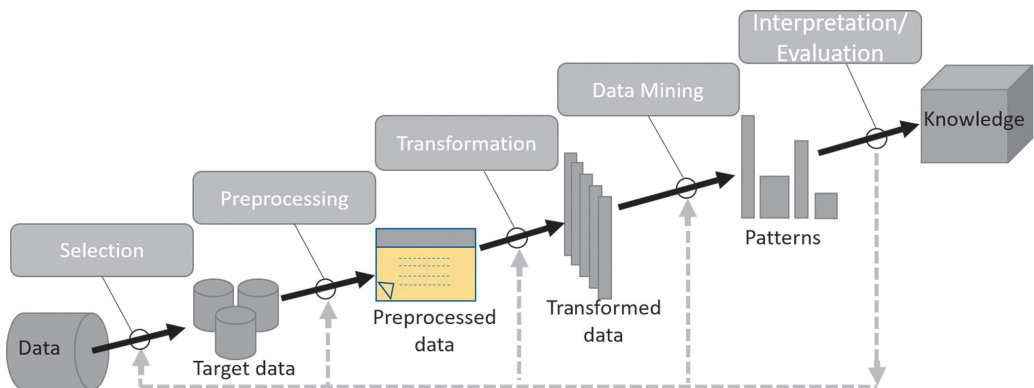 Interpretation/
Evaluation
Data Mining
Knowledge
Transformation
Preprocessing
Patterns
Selection
Transformed
data
Preprocessed
data
Data
Target data